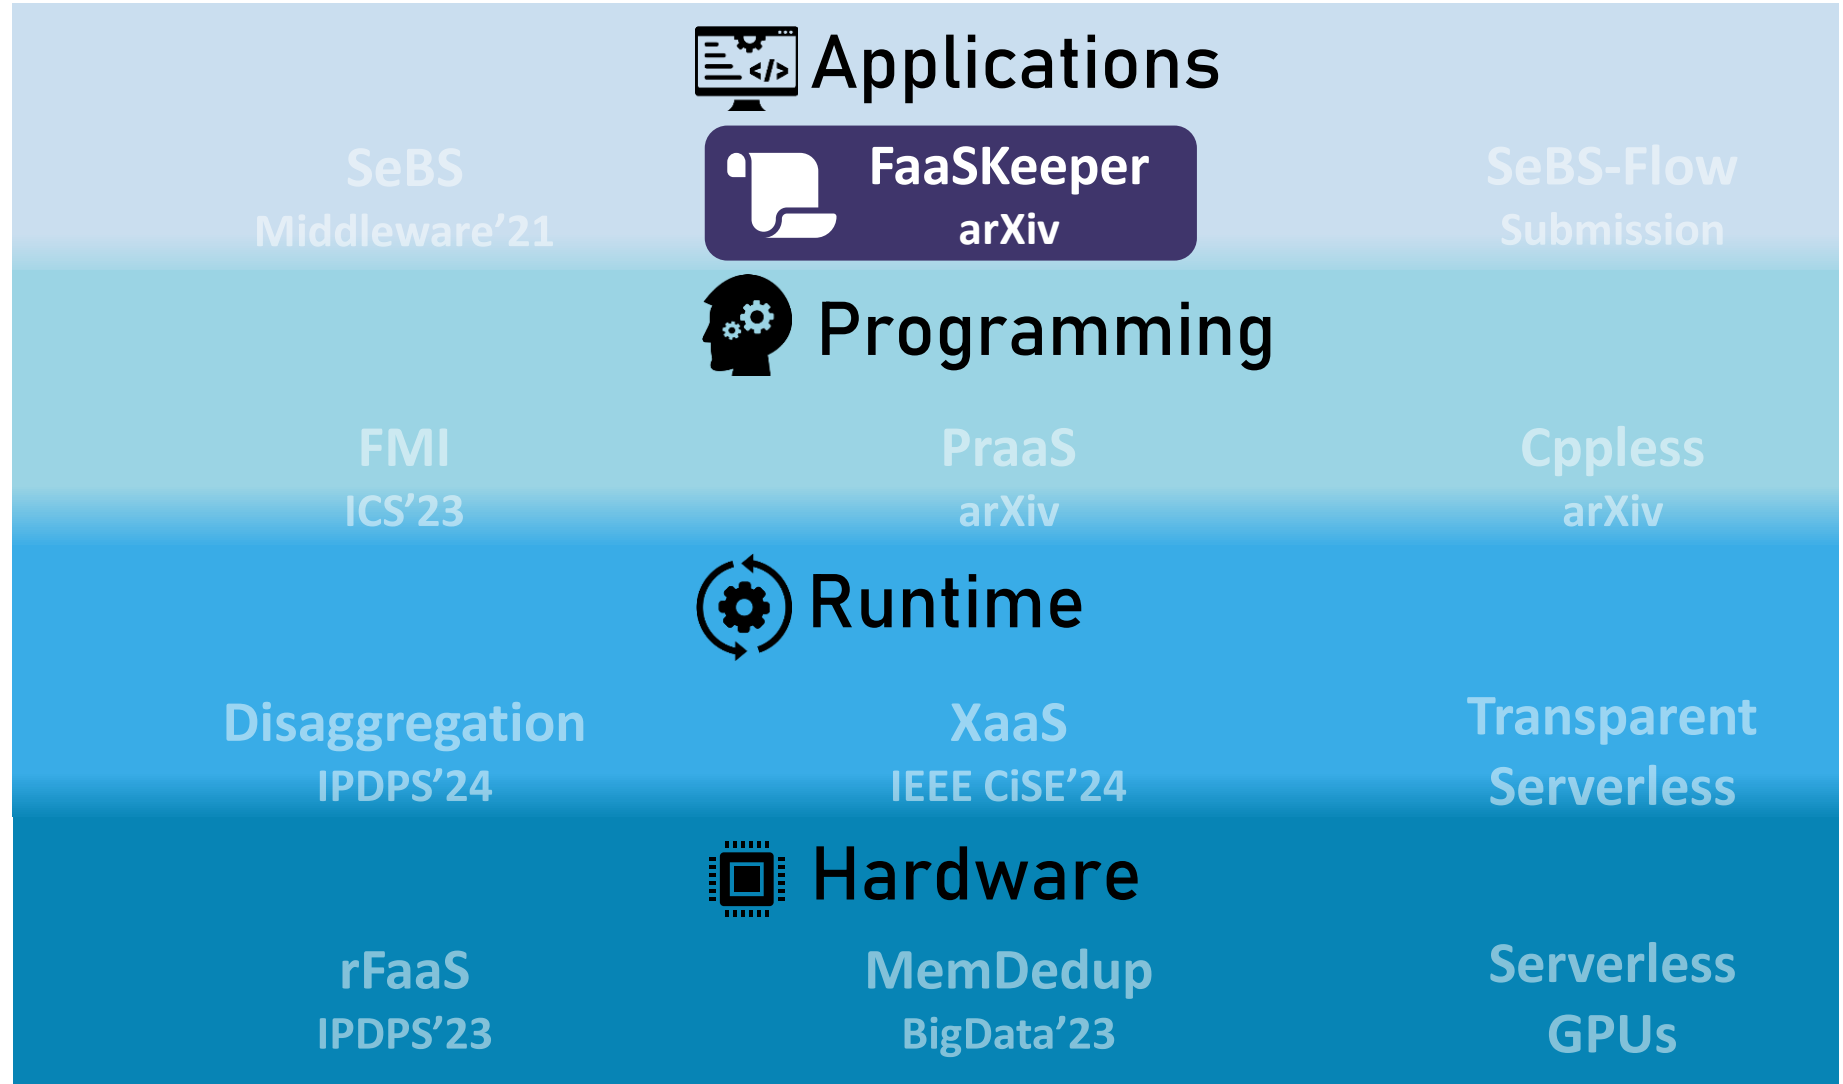 Applications
SeBS
Middleware’21
FaaSKeeper
arXiv
SeBS-Flow
Submission
Programming
FMI
ICS’23
PraaS
arXiv
Cppless
arXiv
Runtime
Disaggregation
IPDPS’24
XaaS
IEEE CiSE’24
Transparent
Serverless
Hardware
rFaaS
IPDPS’23
MemDedup
BigData’23
Serverless
GPUs